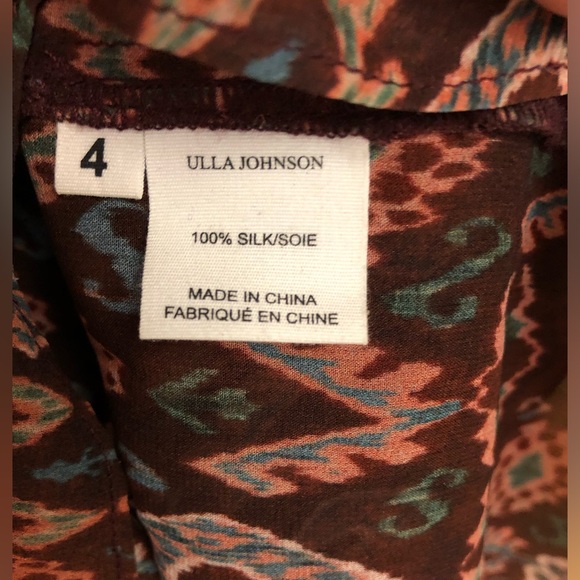 4
ULLA JOHNSON
100% SILK/SOIE
MADE IN CHINA
FABRIQUÉ EN CHINE